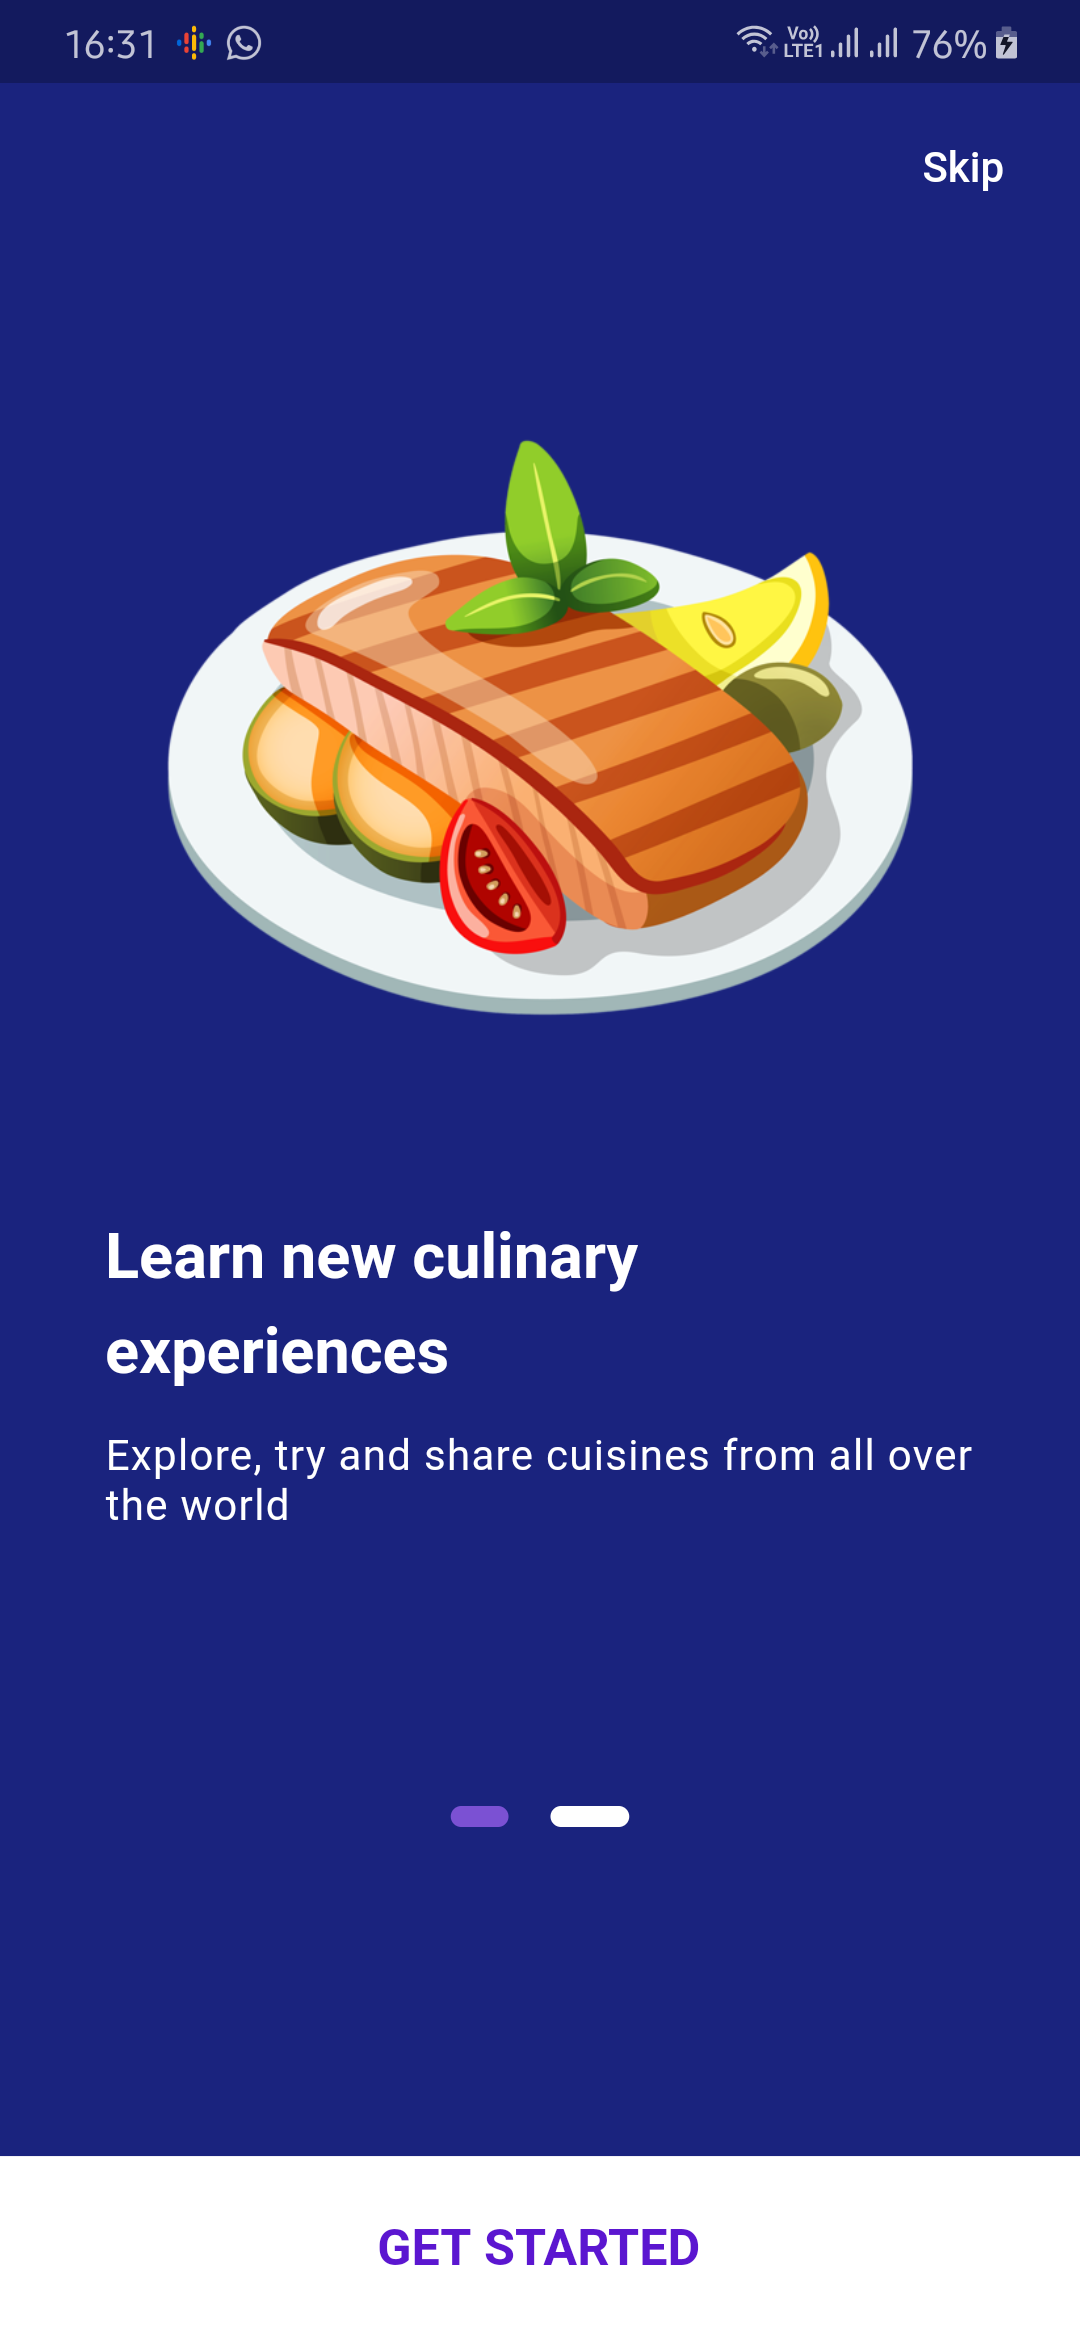 16:31 Vo)) LTE1 76%
Skip
Learn new culinary
experiences
Explore, try and share cuisines from all over
the world
GET STARTED